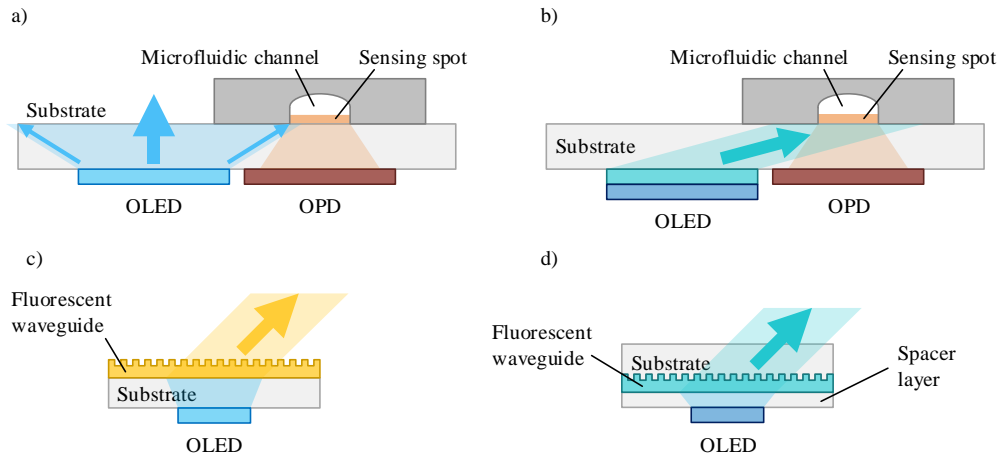 a)
Microfluidic channel
Sensing spot
Substrate
OLED
OPD
b)
Microfluidic channel
Sensing spot
Substrate
OLED
OPD
c)
Fluorescent
waveguide
Substrate
OLED
d)
Fluorescent
waveguide
Substrate
Spacer
layer
OLED